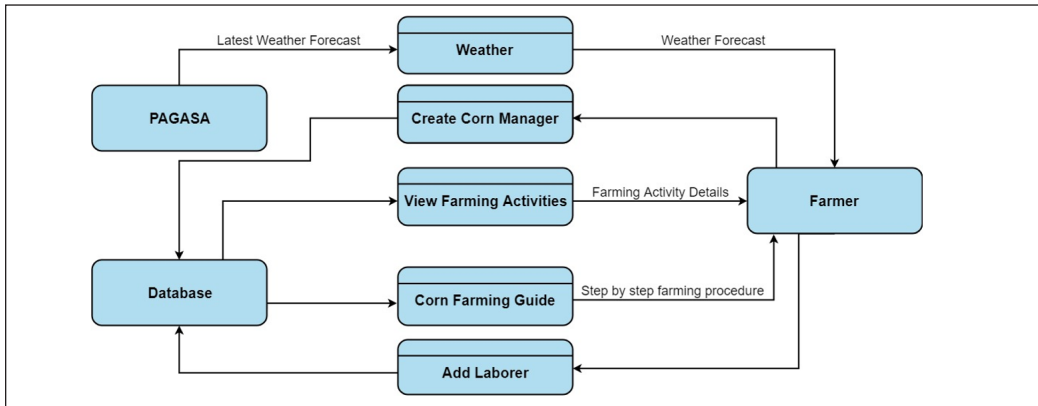 Latest Weather Forecast
Weather
Weather Forecast
PAGASA
Create Corn Manager
View Farming Activities
Farming Activity Details
Farmer
Database
Corn Farming Guide
Step by step farming procedure
Add Laborer